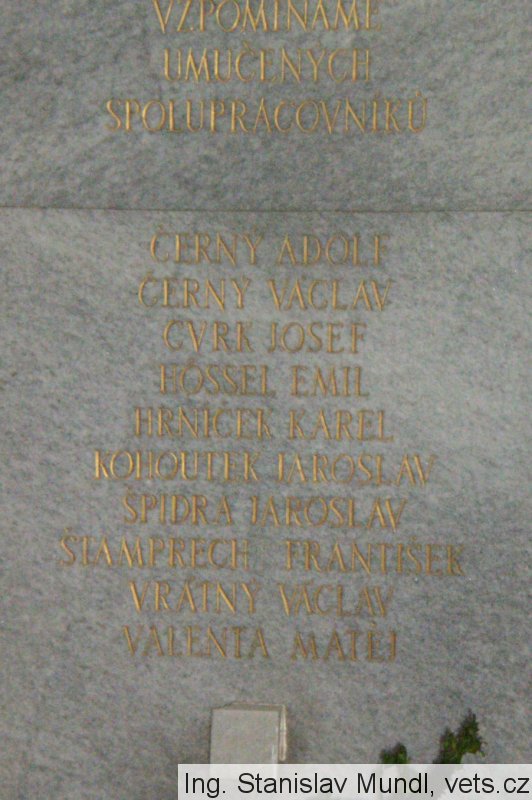 VZPOMÍNÁME
UMUČENÝCH
SPOLUPRACOVNÍKŮ
ČERNÝ ADOLF
ČERNÝ VÁCLAV
CVRK JOSEF
HÖSSEL EMIL
HRNÍČEK KAREL
KOHOUTEK JAROSLAV
ŠPIDRA JAROSLAV
ŠTAMPRECH FRANTIŠEK
VRÁTNÝ VÁCLAV
VALENTA MATĚJ
Ing. Stanislav Mundl, vets.cz